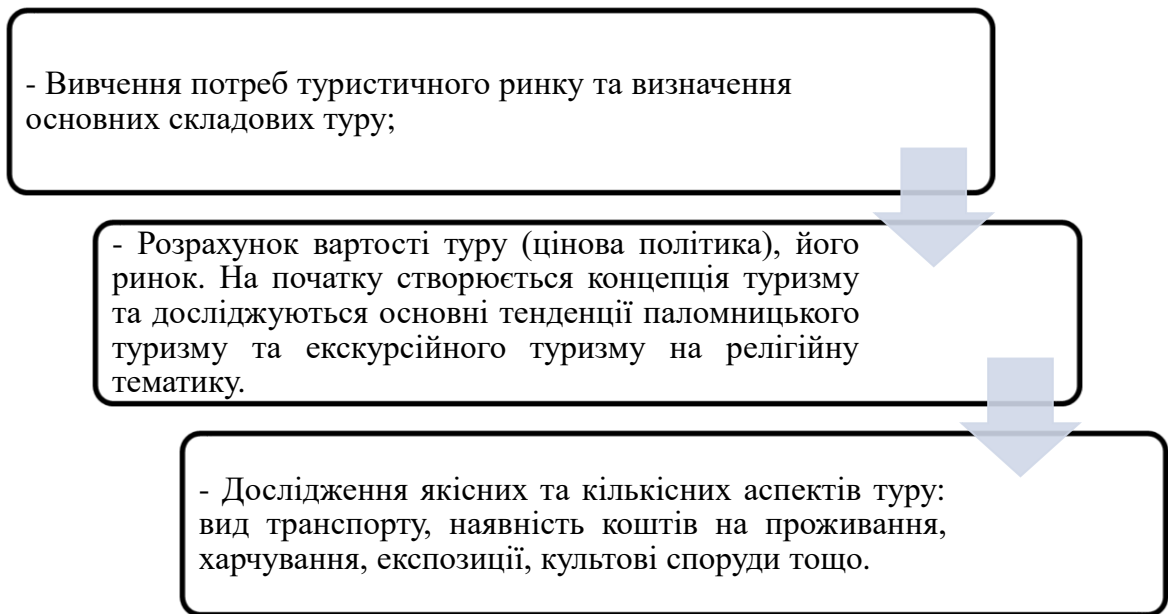 - Вивчення потреб туристичного ринку та визначення
основних складових туру;
- Розрахунок вартості туру (цінова політика), його
ринок. На початку створюється концепція туризму
та досліджуються основні тенденції паломницького
туризму та екскурсійного туризму на релігійну
тематику.
- Дослідження якісних та кількісних аспектів туру:
вид транспорту, наявність коштів на проживання,
харчування, експозиції, культові споруди тощо.